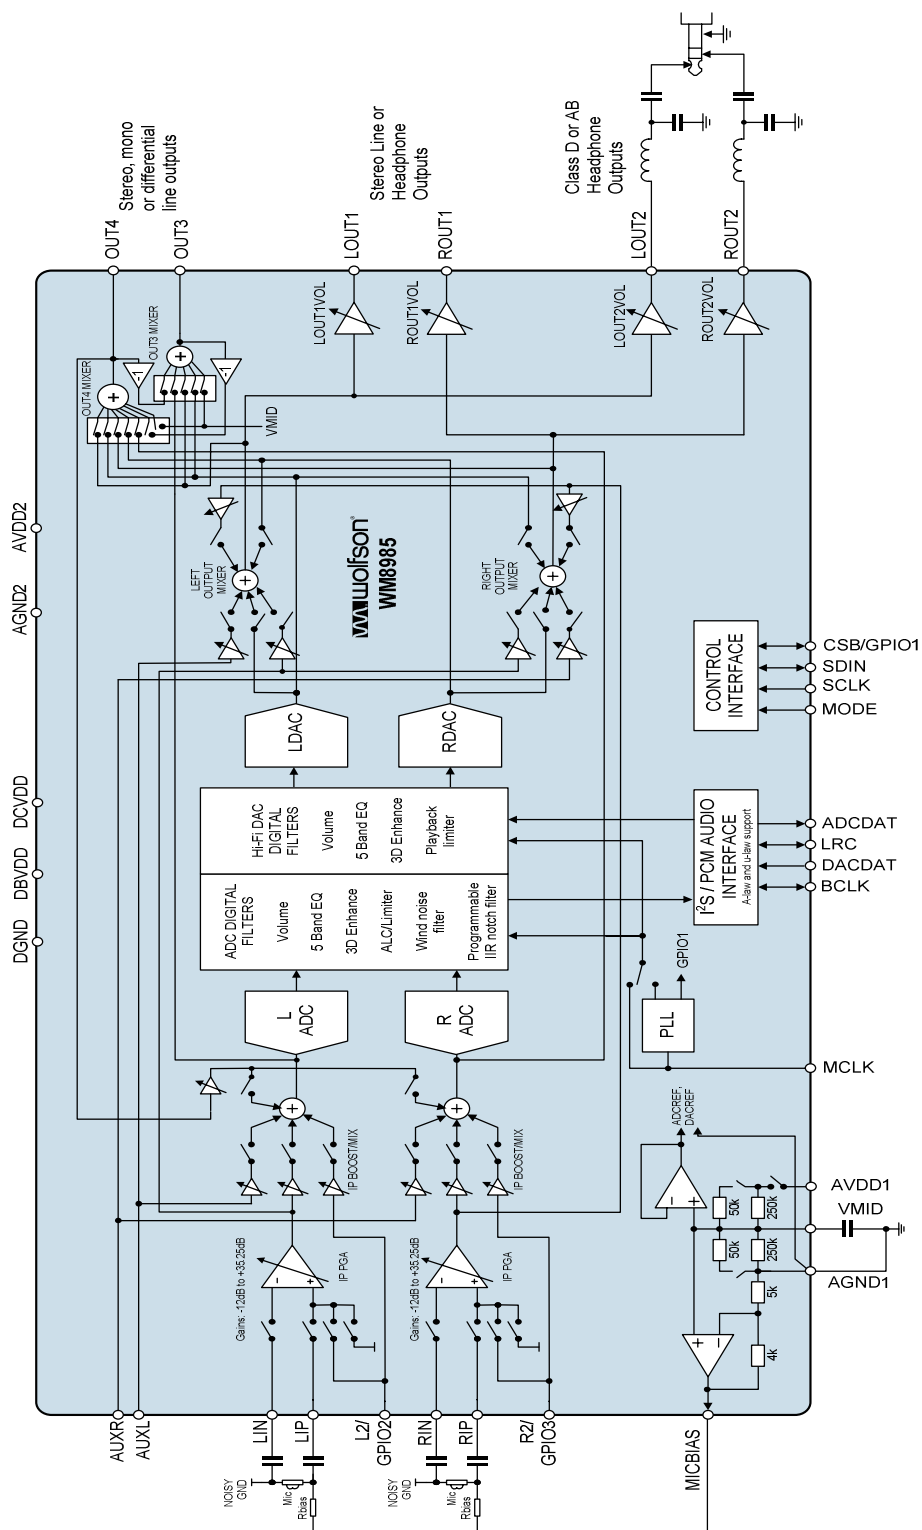 OUT4
Stereo, mono
or differential
line outputs
OUT3
LOUT1
Stereo Line or
Headphone
Outputs
ROUT1
Class D or AB
Headphone
Outputs
LOUT2
ROUT2
OUT4 MIXER
-1
OUT3 MIXER
-1
VMID
LOUT1VOL
ROUT1VOL
LOUT2VOL
ROUT2VOL
AVDD2
AGND2
DCVDD
DBVDD
DGND
LEFT
OUTPUT
MIXER
wolfson®
WM8985
RIGHT
OUTPUT
MIXER
CONTROL
INTERFACE
CSB/GPIO1
SDIN
SCLK
MODE
LDAC
RDAC
Hi-Fi DAC
DIGITAL
FILTERS
Volume
5 Band EQ
3D Enhance
Playback
limiter
ADC DIGITAL
FILTERS
Volume
5 Band EQ
3D Enhance
ALC/Limiter
Wind noise
filter
Programmable
IIR notch filter
I²S / PCM AUDIO
INTERFACE
A-law and u-law support
ADCDAT
LRC
DACDAT
BCLK
L
ADC
R
ADC
GPIO1
PLL
MCLK
IP BOOST/MIX
IP BOOST/MIX
ADCREF,
DACREF
Gains: -12dB to +35.25dB
IP PGA
Gains: -12dB to +35.25dB
IP PGA
50k
250k
50k
250k
5k
4k
AVDD1
VMID
AGND1
AUXR
AUXL
LIN
LIP
L2/
GPIO2
RIN
RIP
R2/
GPIO3
MICBIAS
NOISY
GND
Mic
Rbias
NOISY
GND
Mic
Rbias